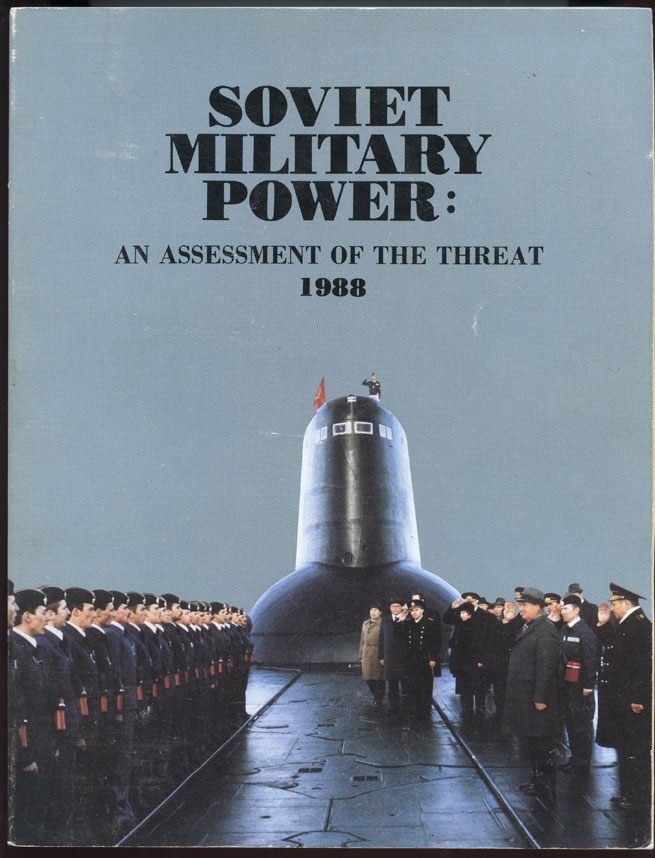 SOVIET
MILITARY
POWER:
AN ASSESSMENT OF THE THREAT
1988